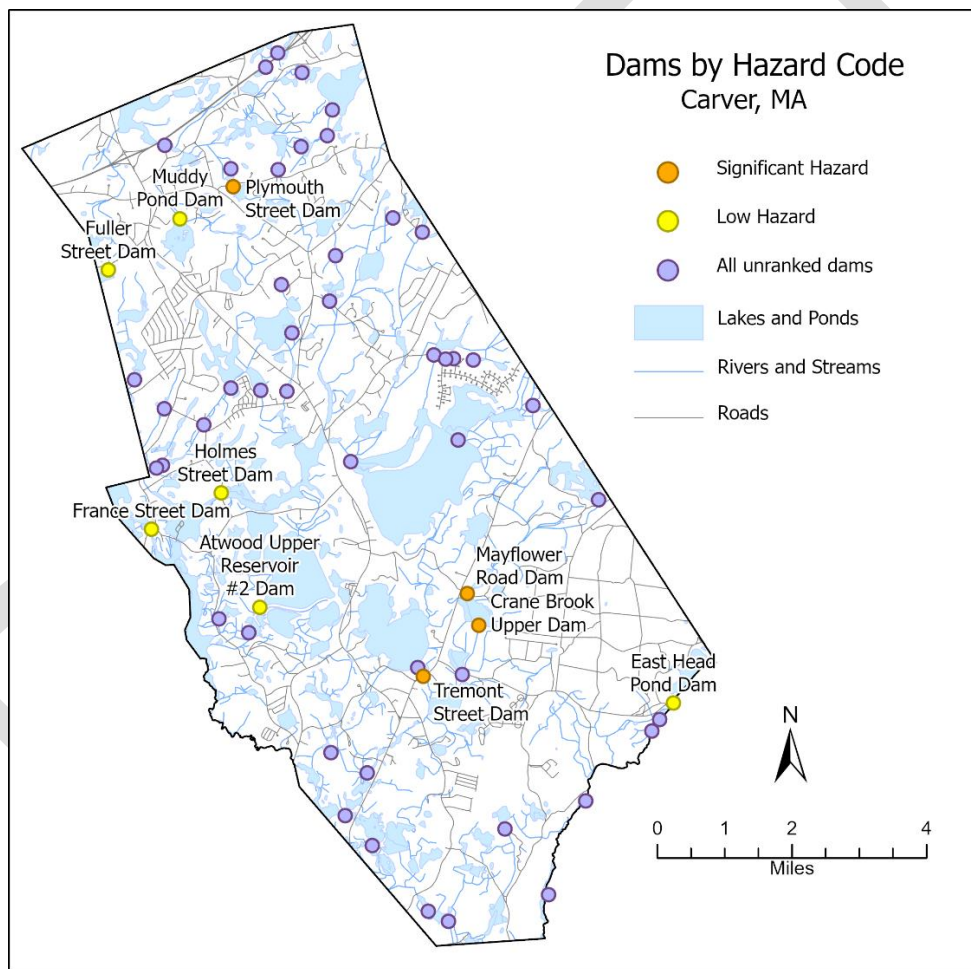 Dams by Hazard Code
Carver, MA
Significant Hazard
Low Hazard
All unranked dams
Lakes and Ponds
Rivers and Streams
Roads
Muddy
Pond Dam
Plymouth
Street Dam
Fuller
Street Dam
Holmes
Street Dam
France Street Dam
Atwood Upper
Reservoir
#2 Dam
Mayflower
Road Dam
Crane Brook
Upper Dam
East Head
Pond Dam
Tremont
Street Dam
N
0 1 2 4
Miles